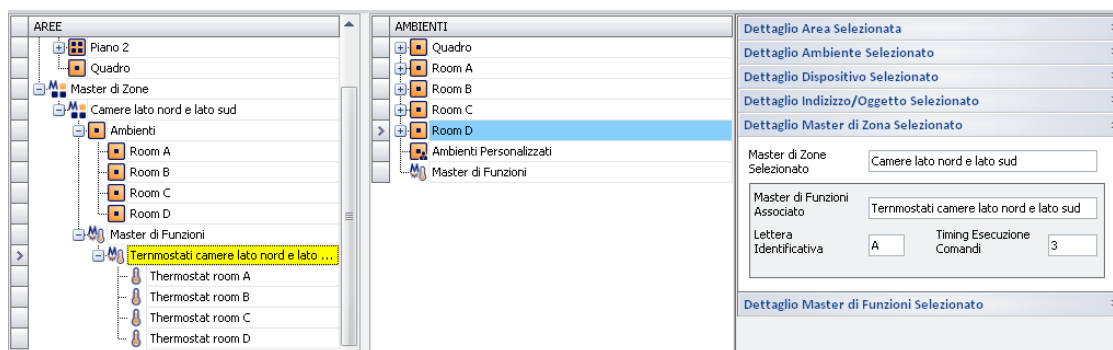 AREE
Piano 2
Quadro
Master di Zone
Camere lato nord e lato sud
Ambienti
Room A
Room B
Room C
Room D
Master di Funzioni
Ternmostati camere lato nord e lato ...
Thermostat room A
Thermostat room B
Thermostat room C
Thermostat room D
AMBIENTI
Quadro
Room A
Room B
Room C
Room D
Ambienti Personalizzati
Master di Funzioni
Dettaglio Area Selezionata
Dettaglio Ambiente Selezionato
Dettaglio Dispositivo Selezionato
Dettaglio Indizizzo/Oggetto Selezionato
Dettaglio Master di Zona Selezionato
Master di Zone
Selezionato
Camere lato nord e lato sud
Master di Funzioni
Associato
Ternmostati camere lato nord e lato sud
Lettera
Identificativa
A
Timing Esecuzione
Comandi
3
Dettaglio Master di Funzioni Selezionato